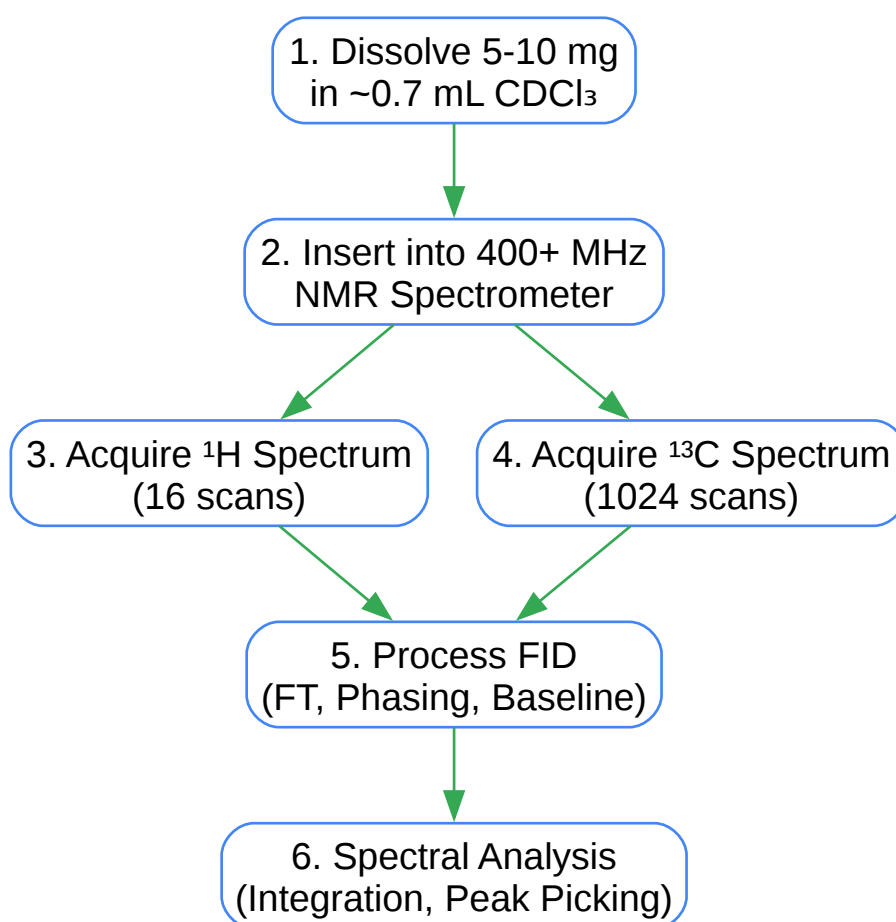 1. Dissolve 5-10 mg
in ~0.7 mL CDCl₃
2. Insert into 400+ MHz
NMR Spectrometer
3. Acquire ¹H Spectrum
(16 scans)
4. Acquire ¹³C Spectrum
(1024 scans)
5. Process FID
(FT, Phasing, Baseline)
6. Spectral Analysis
(Integration, Peak Picking)